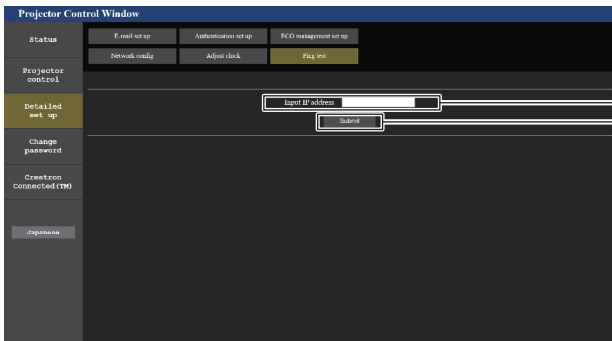 Projector Control Window
Status
E-mail set up
Authentication set up
ECO management set up
Network config
Adjust clock
Ping test
Projector
control
Detailed
set up
Input IP address
Submit
Change
password
Crestron
Connected(TM)
Japanese